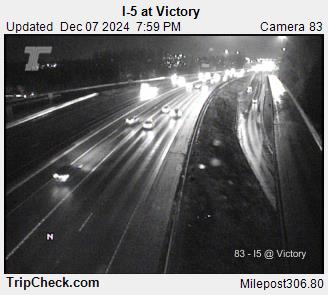 I-5 at Victory
Updated Dec 07 2024 7:59 PM Camera 83
T
N
83 - I5 @ Victory
TripCheck.com Milepost306.80